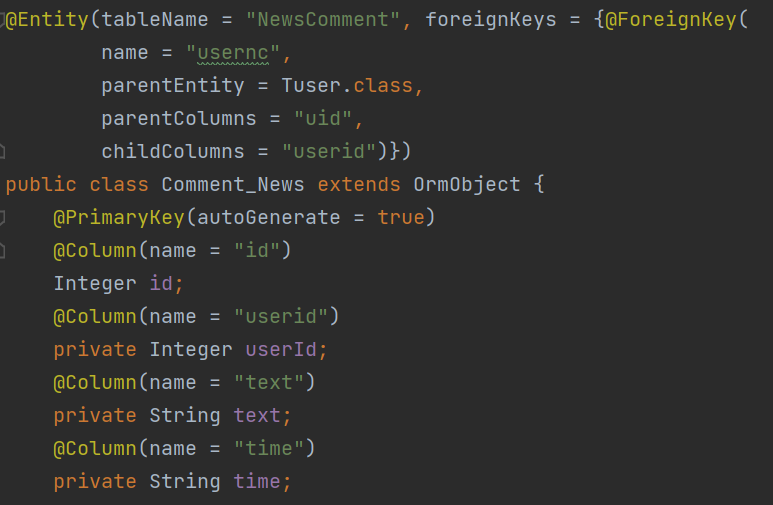 @Entity(tableName = "NewsComment", foreignKeys = {@ForeignKey(
        name = "usernc",
        parentEntity = Tuser.class,
        parentColumns = "uid",
        childColumns = "userid")})
public class Comment_News extends OrmObject {
    @PrimaryKey(autoGenerate = true)
    @Column(name = "id")
    Integer id;
    @Column(name = "userid")
    private Integer userId;
    @Column(name = "text")
    private String text;
    @Column(name = "time")
    private String time;